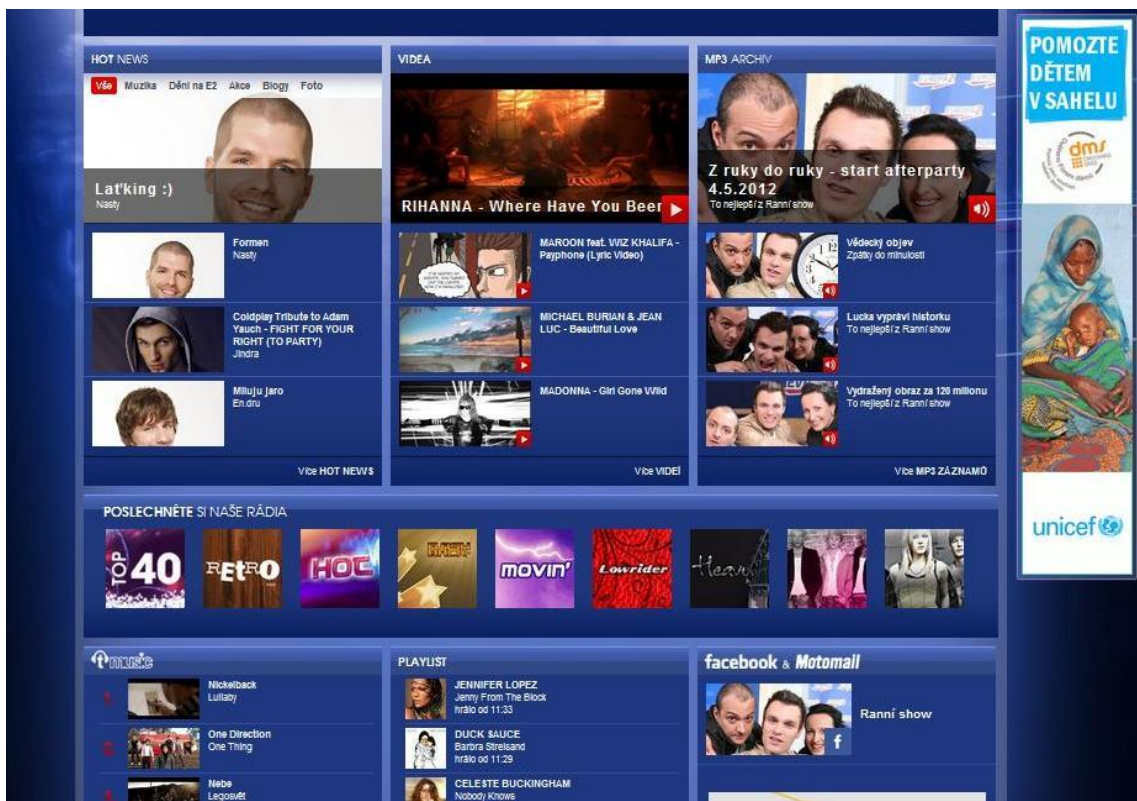 HOT NEWS
Vše Muzika Dění na E2 Akce Blogy Foto
Lat'king :)
Nasty
Formen
Nasty
Coldplay Tribute to Adam
Yauch - FIGHT FOR YOUR
RIGHT (TO PARTY)
Jindra
Miluju jaro
En.dru
Více HOT NEWS
VIDEA
RIHANNA - Where Have You Been
MAROON feat. WIZ KHALIFA -
Payphone (Lyric Video)
MICHAEL BURIAN & JEAN
LUC - Beautiful Love
MADONNA - Girl Gone Wild
Více VIDEÍ
MP3 ARCHIV
Z ruky do ruky - start afterparty
4.5.2012
To nejlepší z Ranní show
Vědecký objev
Zpátky do minulosti
Lucka vypráví historku
To nejlepší z Ranní show
Vydražený obraz za 120 milionu
To nejlepší z Ranní show
Více MP3 ZÁZNAMŮ
POMOZTE
DĚTEM
V SAHELU
dms
unicef
POSLECHNĚTE SI NAŠE RÁDIA
TOP 40
RETRO
HOT
MOVIN'
Lowrider
Heavy
music
1. Nickelback
Lullaby
2. One Direction
One Thing
3. Nebe
Legosvět
PLAYLIST
JENNIFER LOPEZ
Jenny From The Block
hrálo od 11:33
DUCK SAUCE
Barbra Streisand
hrálo od 11:29
CELESTE BUCKINGHAM
Nobody Knows
facebook & Motomall
Ranní show